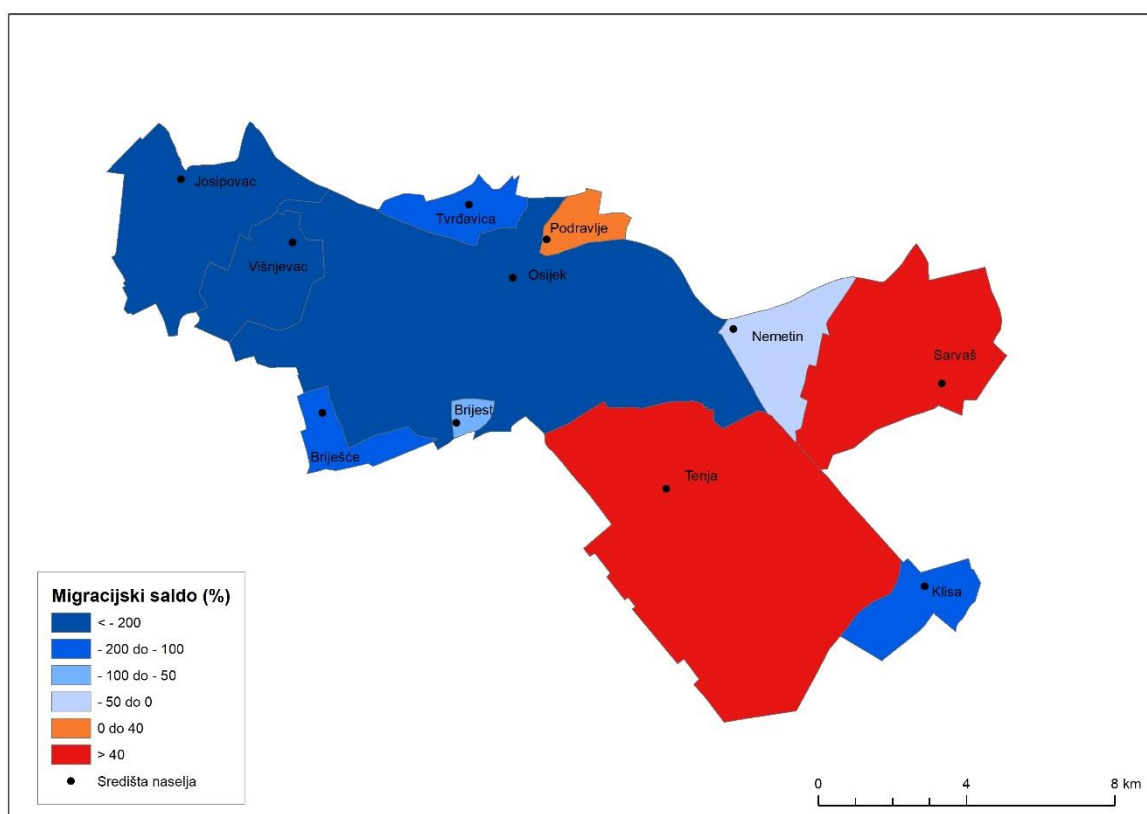 Josipovac
Tvrđavica
Podravlje
Višnjevac
Osijek
Nemetin
Sarvaš
Brijest
Briješće
Tenja
Klisa
Migracijski saldo (%)
< - 200
- 200 do - 100
- 100 do - 50
- 50 do 0
0 do 40
> 40
Središta naselja
0 4 8 km